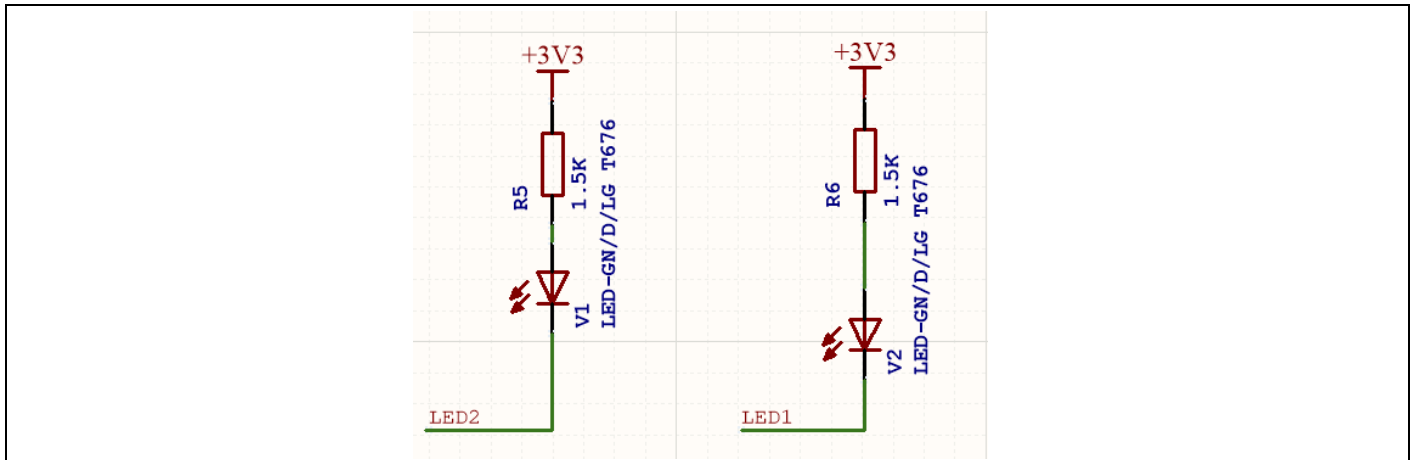 +3V3
R5
1.5K
LED-GN/D/LG T676
V1
LED2
+3V3
R6
1.5K
LED-GN/D/LG T676
V2
LED1